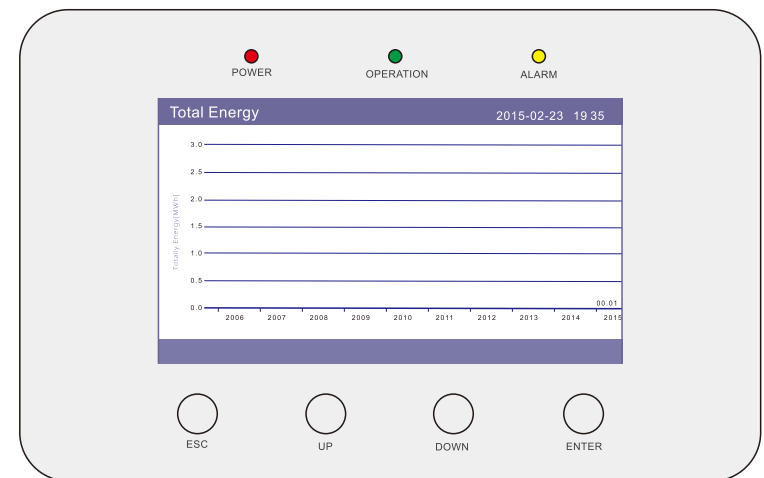 POWER OPERATION ALARM
Total Energy 2015-02-23 19 35
3.0
2.5
2.0
1.5
1.0
0.5
0.0
Totally Energy[MWh]
00.01
2006 2007 2008 2009 2010 2011 2012 2013 2014 2015
ESC UP DOWN ENTER